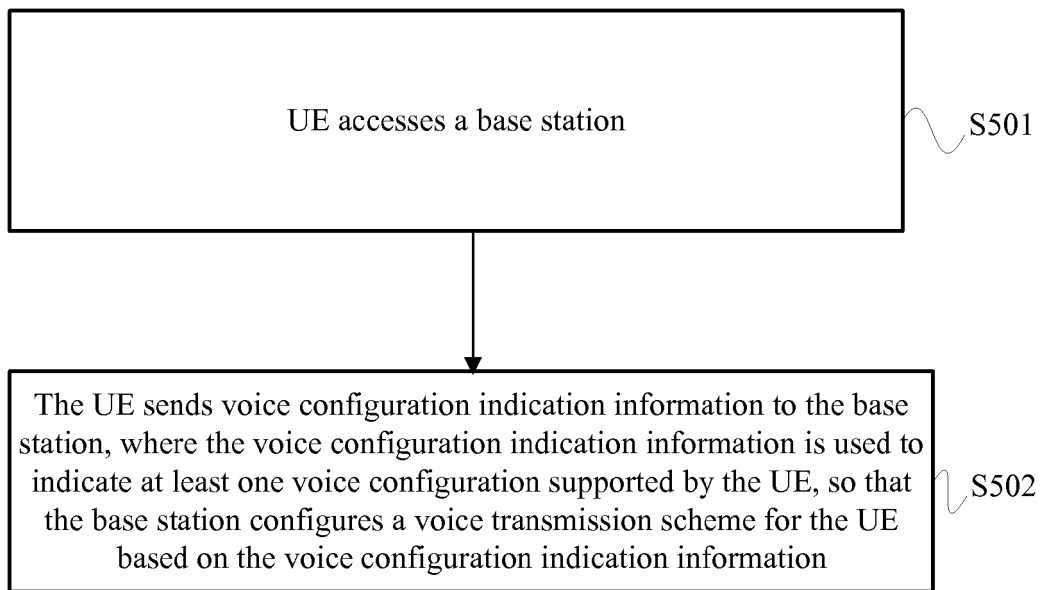 UE accesses a base station
S501
The UE sends voice configuration indication information to the base
station, where the voice configuration indication information is used to
indicate at least one voice configuration supported by the UE, so that
the base station configures a voice transmission scheme for the UE
based on the voice configuration indication information
S502